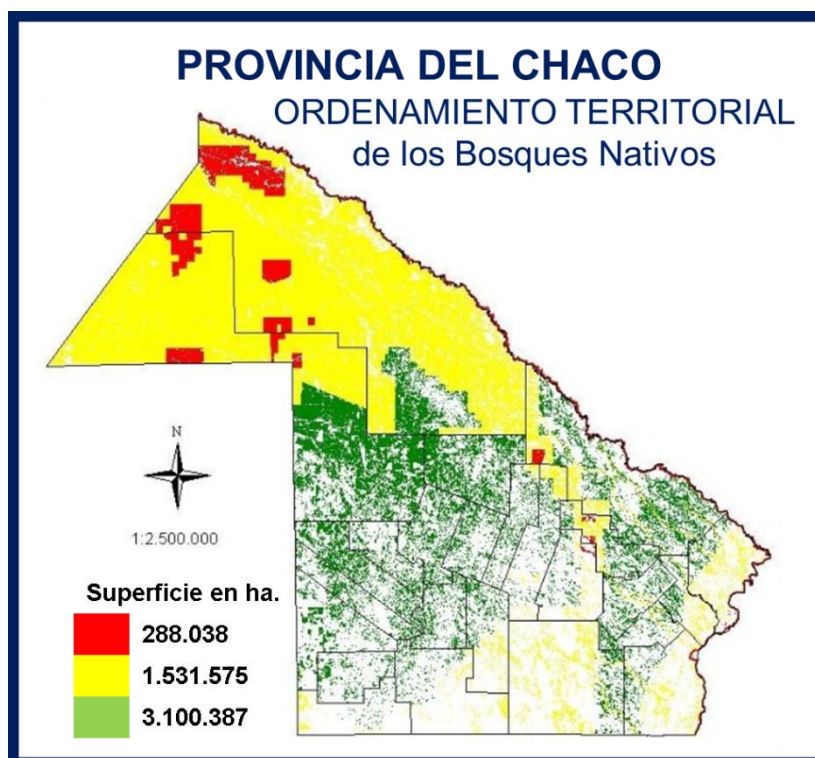 PROVINCIA DEL CHACO
ORDENAMIENTO TERRITORIAL
de los Bosques Nativos
N
1:2.500.000
Superficie en ha.
288.038
1.531.575
3.100.387